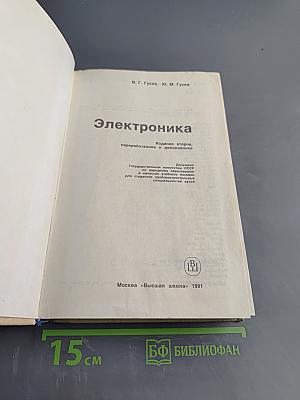 В. Г. Гусев, Ю. М. Гусев
Электроника
Издание второе,
переработанное и дополненное
Допущено
Государственным комитетом СССР
по народному образованию
в качестве учебного пособия
для студентов приборостроительных
специальностей вузов
Москва «Высшая школа» 1991
15 см
БФ БИБЛИОФАН